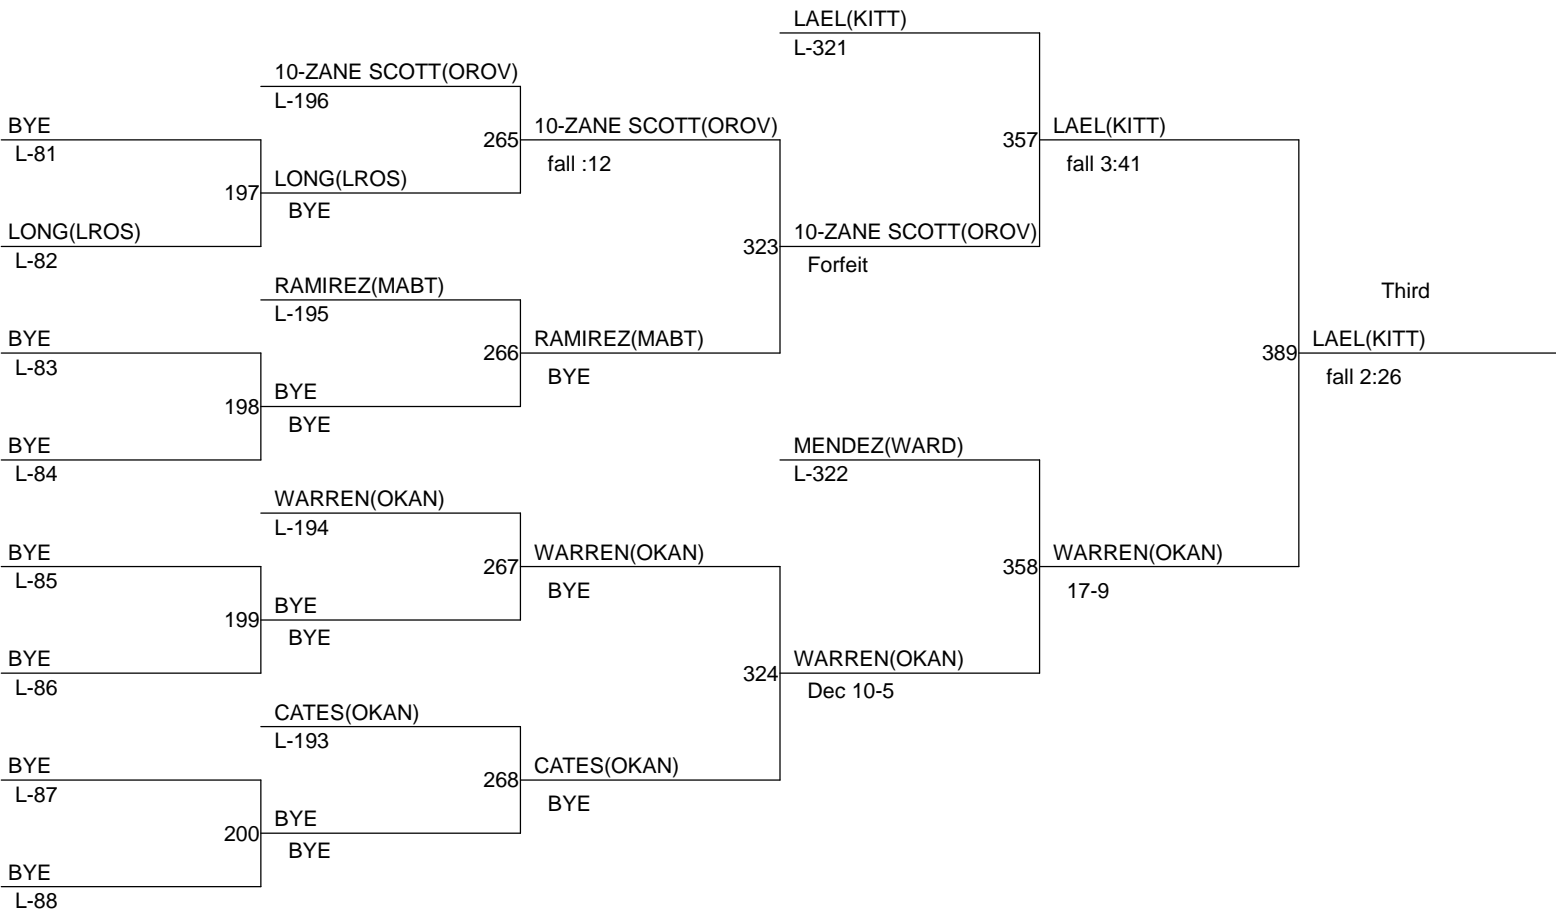 LAEL(KITT)
L-321
10-ZANE SCOTT(OROV)
L-196
BYE
L-81
265
10-ZANE SCOTT(OROV)
fall :12
357
LAEL(KITT)
fall 3:41
197
LONG(LROS)
BYE
LONG(LROS)
L-82
323
10-ZANE SCOTT(OROV)
Forfeit
RAMIREZ(MABT)
L-195
Third
BYE
L-83
266
RAMIREZ(MABT)
BYE
389
LAEL(KITT)
fall 2:26
198
BYE
BYE
BYE
L-84
MENDEZ(WARD)
L-322
WARREN(OKAN)
L-194
BYE
L-85
267
WARREN(OKAN)
BYE
358
WARREN(OKAN)
17-9
199
BYE
BYE
BYE
L-86
324
WARREN(OKAN)
Dec 10-5
CATES(OKAN)
L-193
BYE
L-87
268
CATES(OKAN)
BYE
200
BYE
BYE
BYE
L-88